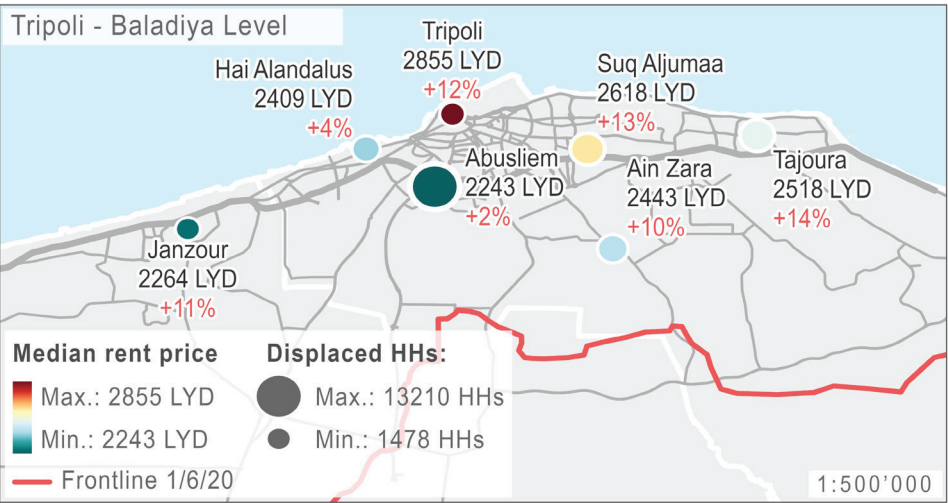 Tripoli - Baladiya Level
Tripoli
2855 LYD
+12%
Hai Alandalus
2409 LYD
+4%
Suq Aljumaa
2618 LYD
+13%
Abusliem
2243 LYD
+2%
Ain Zara
2443 LYD
+10%
Tajoura
2518 LYD
+14%
Janzour
2264 LYD
+11%
Median rent price
Max.: 2855 LYD
Min.: 2243 LYD
Displaced HHs:
Max.: 13210 HHs
Min.: 1478 HHs
Frontline 1/6/20
1:500'000